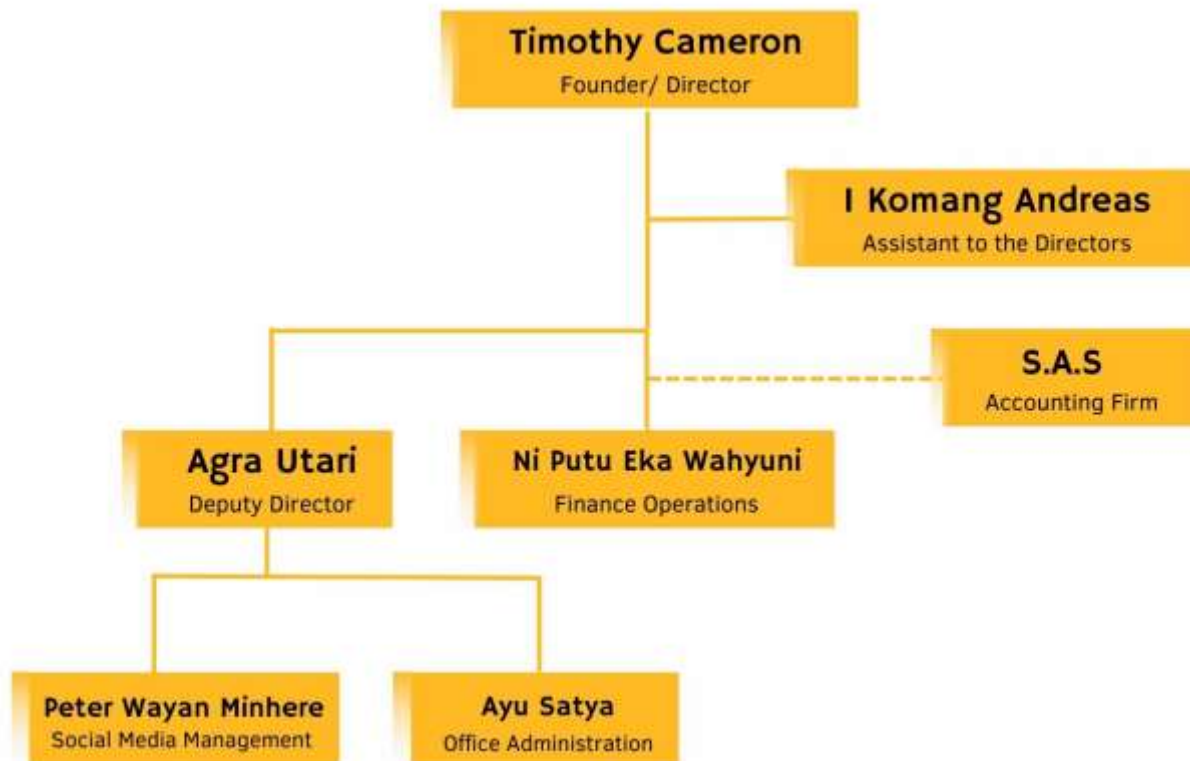 Timothy Cameron
Founder/ Director
I Komang Andreas
Assistant to the Directors
S.A.S
Accounting Firm
Agra Utari
Deputy Director
Ni Putu Eka Wahyuni
Finance Operations
Peter Wayan Minhere
Social Media Management
Ayu Satya
Office Administration